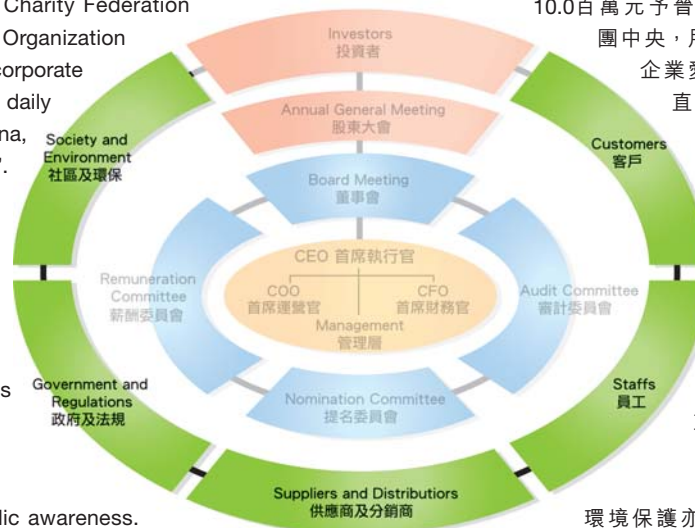 Charity Federation
Organization
corporate
daily
na,
'.
s
lic awareness.
10.0百萬元予
團中央，
企業
直
環境保護亦
Investors
投資者
Annual General Meeting
股東大會
Board Meeting
董事會
CEO 首席執行官
COO
首席運營官
CFO
首席財務官
Management
管理層
Society and
Environment
社區及環保
Customers
客戶
Remuneration
Committee
薪酬委員會
Audit Committee
審計委員會
Government and
Regulations
政府及法規
Nomination Committee
提名委員會
Staffs
員工
Suppliers and Distributiors
供應商及分銷商